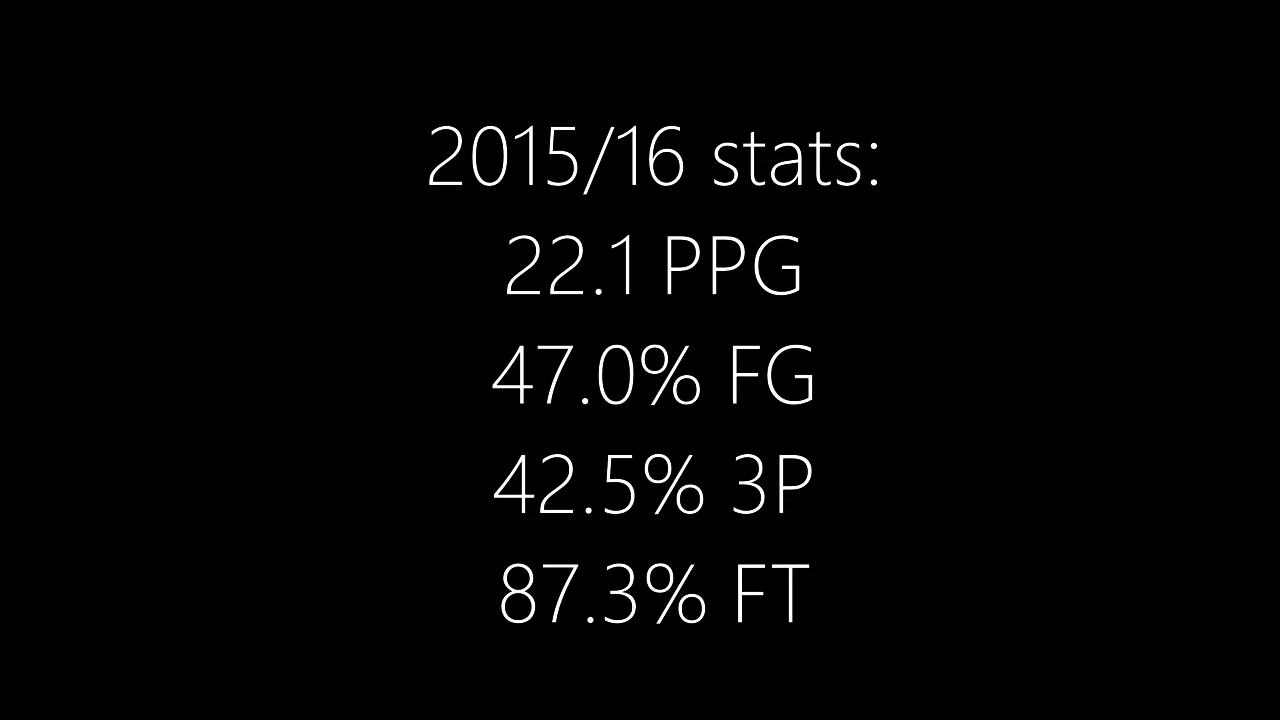 2015/16 stats:
22.1 PPG
47.0% FG
42.5% 3P
87.3% FT